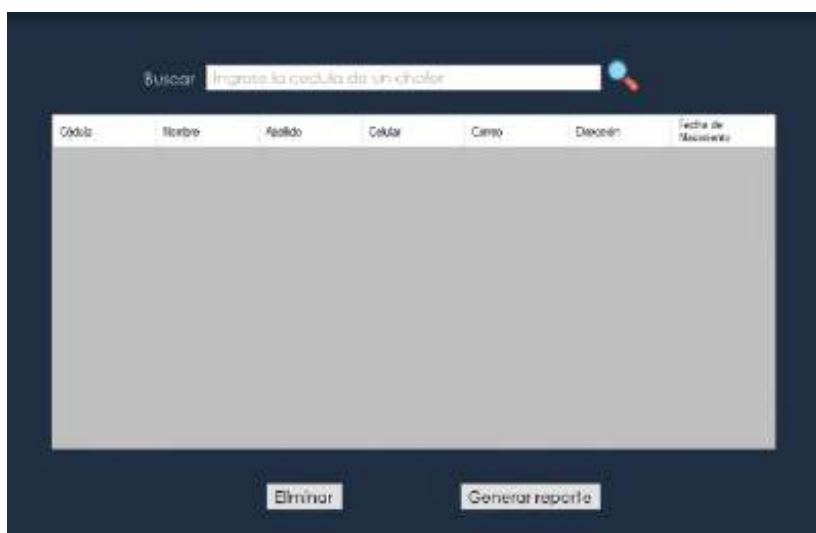 Buscar Ingrese la cedula de un chofer
Cédula Nombre Apellido Celular Correo Dirección Fecha de
Nacimiento
Eliminar Generar reporte